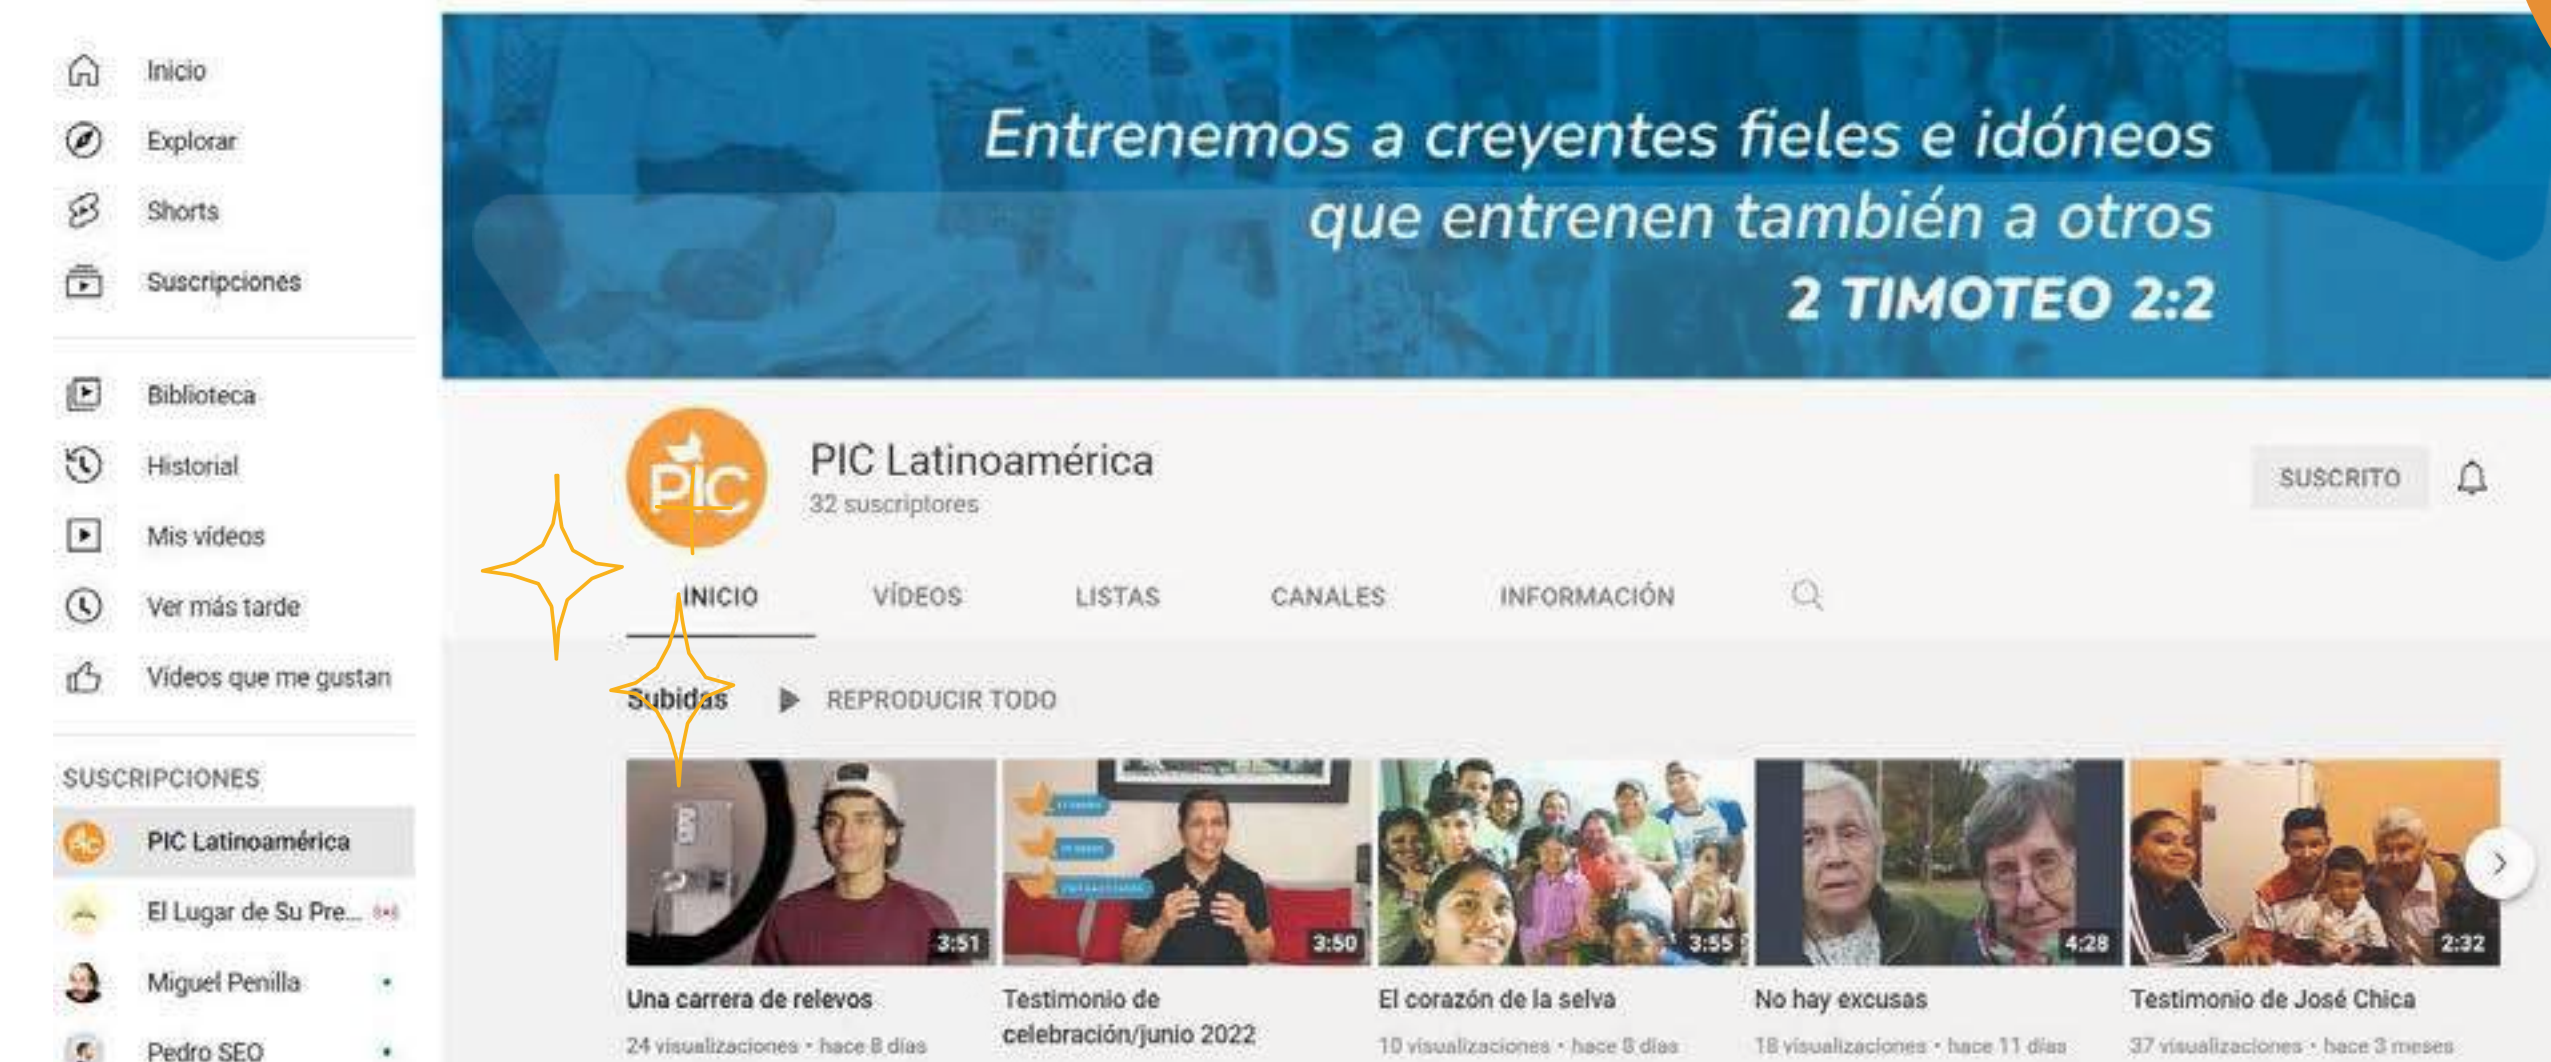 Inicio
Explorar
Shorts
Suscripciones
Biblioteca
Historial
Mis vídeos
Ver más tarde
Vídeos que me gustan
SUSCRIPCIONES
PIC Latinoamérica
El Lugar de Su Pre...
Miguel Penilla
Pedro SEO
Entrenemos a creyentes fieles e idóneos
que entrenen también a otros
2 TIMOTEO 2:2
PIC
PIC Latinoamérica
32 suscriptores
SUSCRITO
INICIO VÍDEOS LISTAS CANALES INFORMACIÓN
Subidas REPRODUCIR TODO
3:51
3:50
3:55
4:28
2:32
Una carrera de relevos
24 visualizaciones • hace 8 días
Testimonio de
celebración/junio 2022
El corazón de la selva
10 visualizaciones • hace 8 días
No hay excusas
18 visualizaciones • hace 11 días
Testimonio de José Chica
37 visualizaciones • hace 3 meses